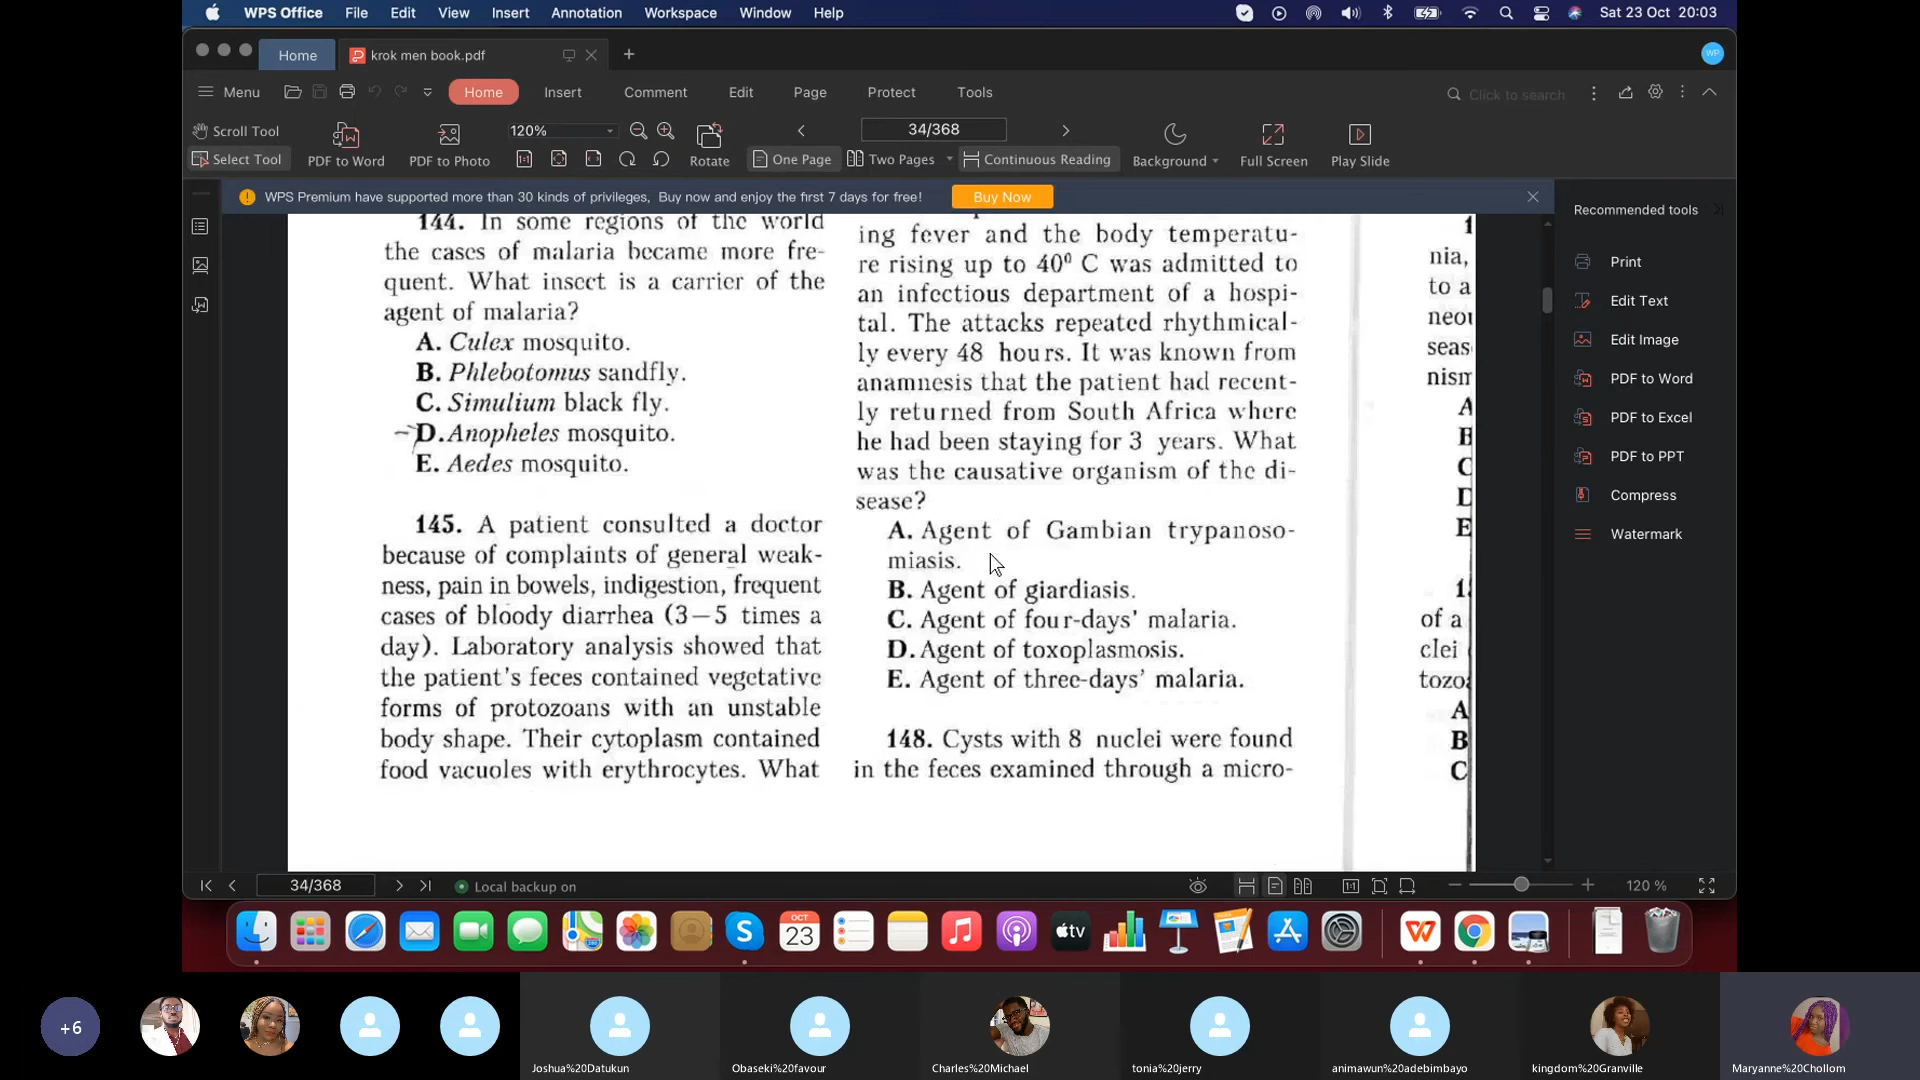 WPS Office File Edit View Insert Annotation Workspace Window Help Sat 23 Oct 20:03
Home krok men book.pdf WP
Menu Home Insert Comment Edit Page Protect Tools Click to search
Scroll Tool 120% 34/368
Select Tool PDF to Word PDF to Photo Rotate One Page Two Pages Continuous Reading Background Full Screen Play Slide
WPS Premium have supported more than 30 kinds of privileges, Buy now and enjoy the first 7 days for free! Buy Now
144. In some regions of the world
the cases of malaria became more fre-
quent. What insect is a carrier of the
agent of malaria?
A. Culex mosquito.
B. Phlebotomus sandfly.
C. Simulium black fly.
D. Anopheles mosquito.
E. Aedes mosquito.
145. A patient consulted a doctor
because of complaints of general weak-
ness, pain in bowels, indigestion, frequent
cases of bloody diarrhea (3—5 times a
day). Laboratory analysis showed that
the patient's feces contained vegetative
forms of protozoans with an unstable
body shape. Their cytoplasm contained
food vacuoles with erythrocytes. What
ing fever and the body temperatu-
re rising up to 40⁰ C was admitted to
an infectious department of a hospi-
tal. The attacks repeated rhythmical-
ly every 48 hours. It was known from
anamnesis that the patient had recent-
ly returned from South Africa where
he had been staying for 3 years. What
was the causative organism of the di-
sease?
A. Agent of Gambian trypanoso-
miasis.
B. Agent of giardiasis.
C. Agent of four-days' malaria.
D. Agent of toxoplasmosis.
E. Agent of three-days' malaria.
148. Cysts with 8 nuclei were found
in the feces examined through a micro-
nia,
to a
seas
nism
A
B
C
D
E
of a
clei
A
B
C
Recommended tools
Print
Edit Text
Edit Image
PDF to Word
PDF to Excel
PDF to PPT
Compress
Watermark
34/368 Local backup on 120 %
OCT
23
tv
+6
Joshua%20Datukun Obaseki%20favour Charles%20Michael tonia%20jerry animawun%20adebimbayo kingdom%20Granville Maryanne%20Chollom